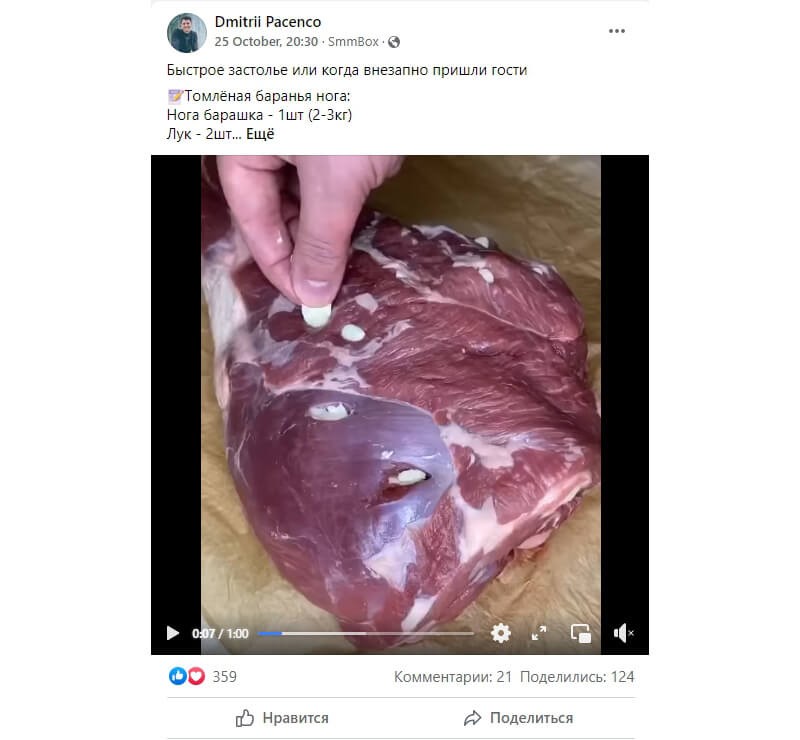 Dmitrii Pacenco
25 October, 20:30 · SmmBox ·
Быстрое застолье или когда внезапно пришли гости
📝Томлёная баранья нога:
Нога барашка - 1шт (2-3кг)
Лук - 2шт... Ещё
0:07 / 1:00
359
Комментарии: 21 Поделились: 124
Нравится
Поделиться